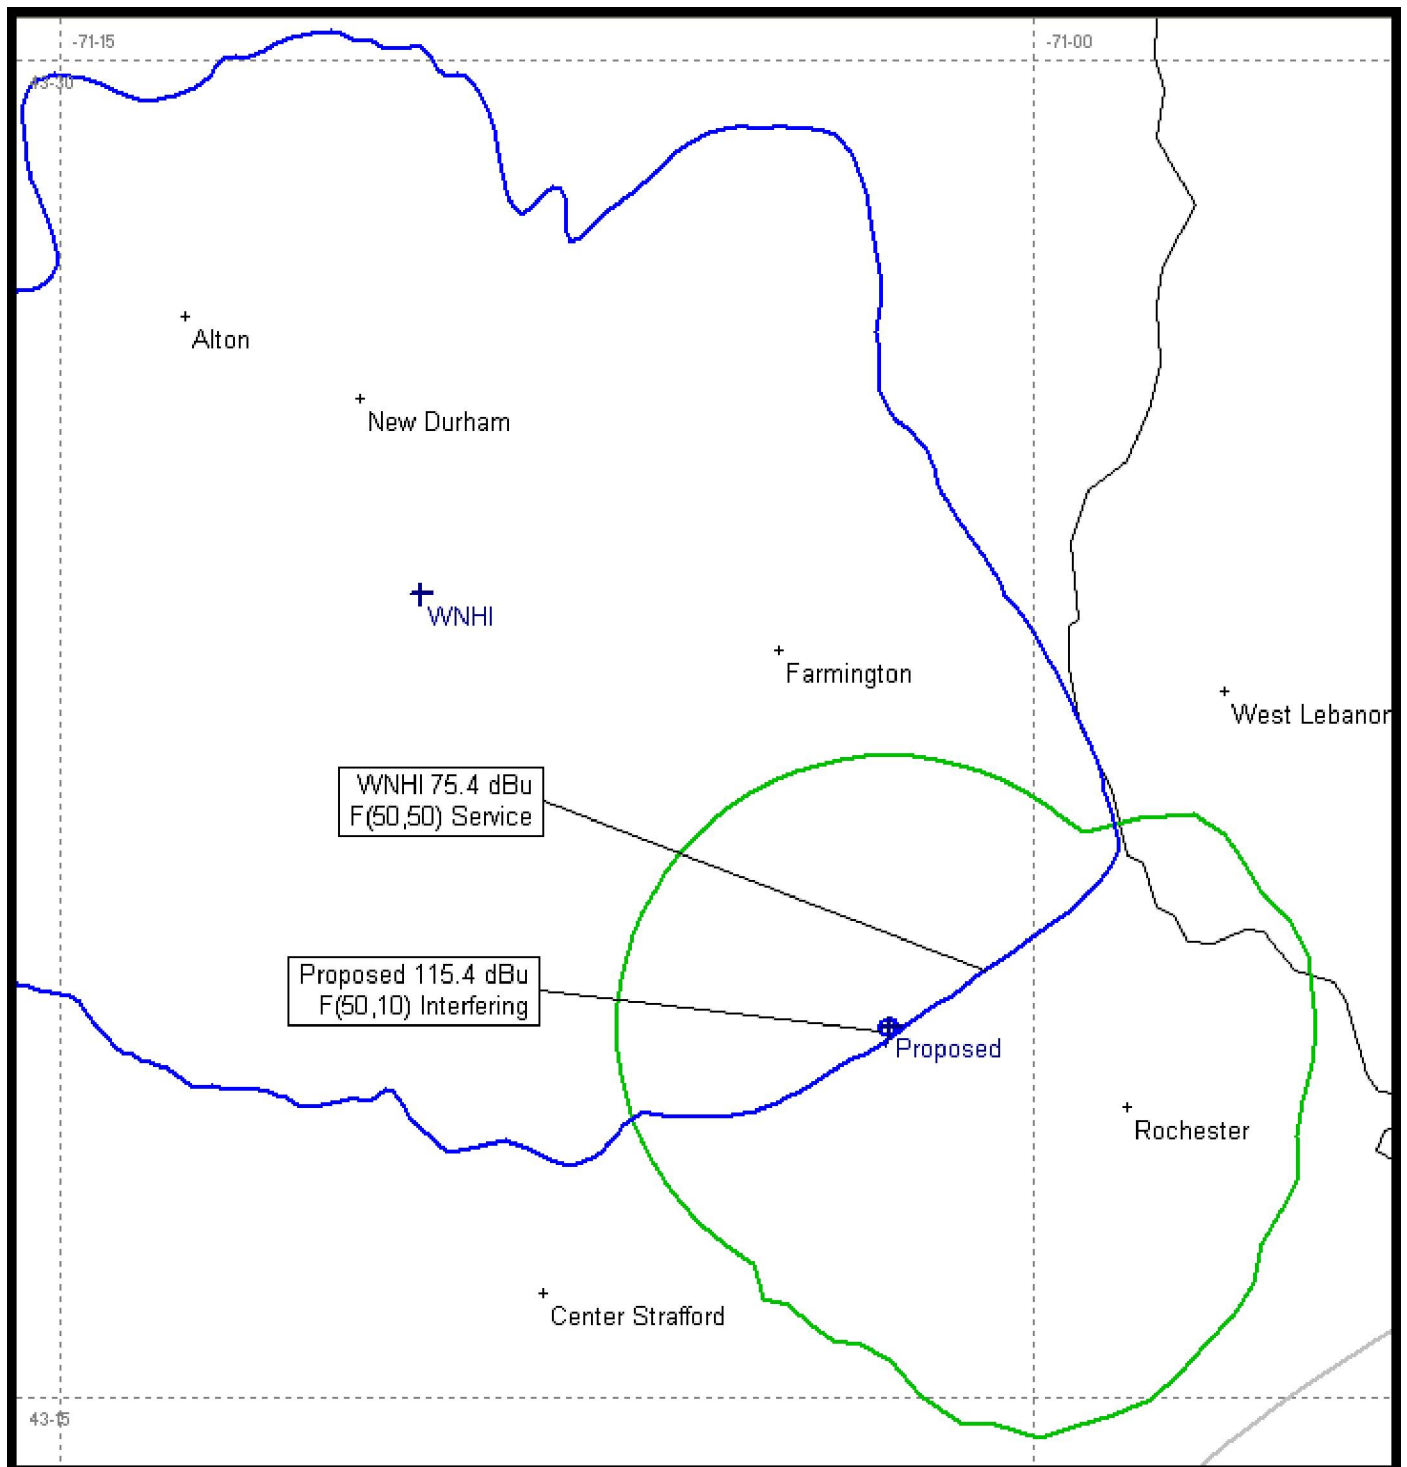 -71-15
-71-00
43-30
Alton
New Durham
WNHI
Farmington
West Lebanor
WNHI 75.4 dBu
F(50,50) Service
Proposed 115.4 dBu
F(50,10) Interfering
Proposed
Rochester
Center Strafford
43-15